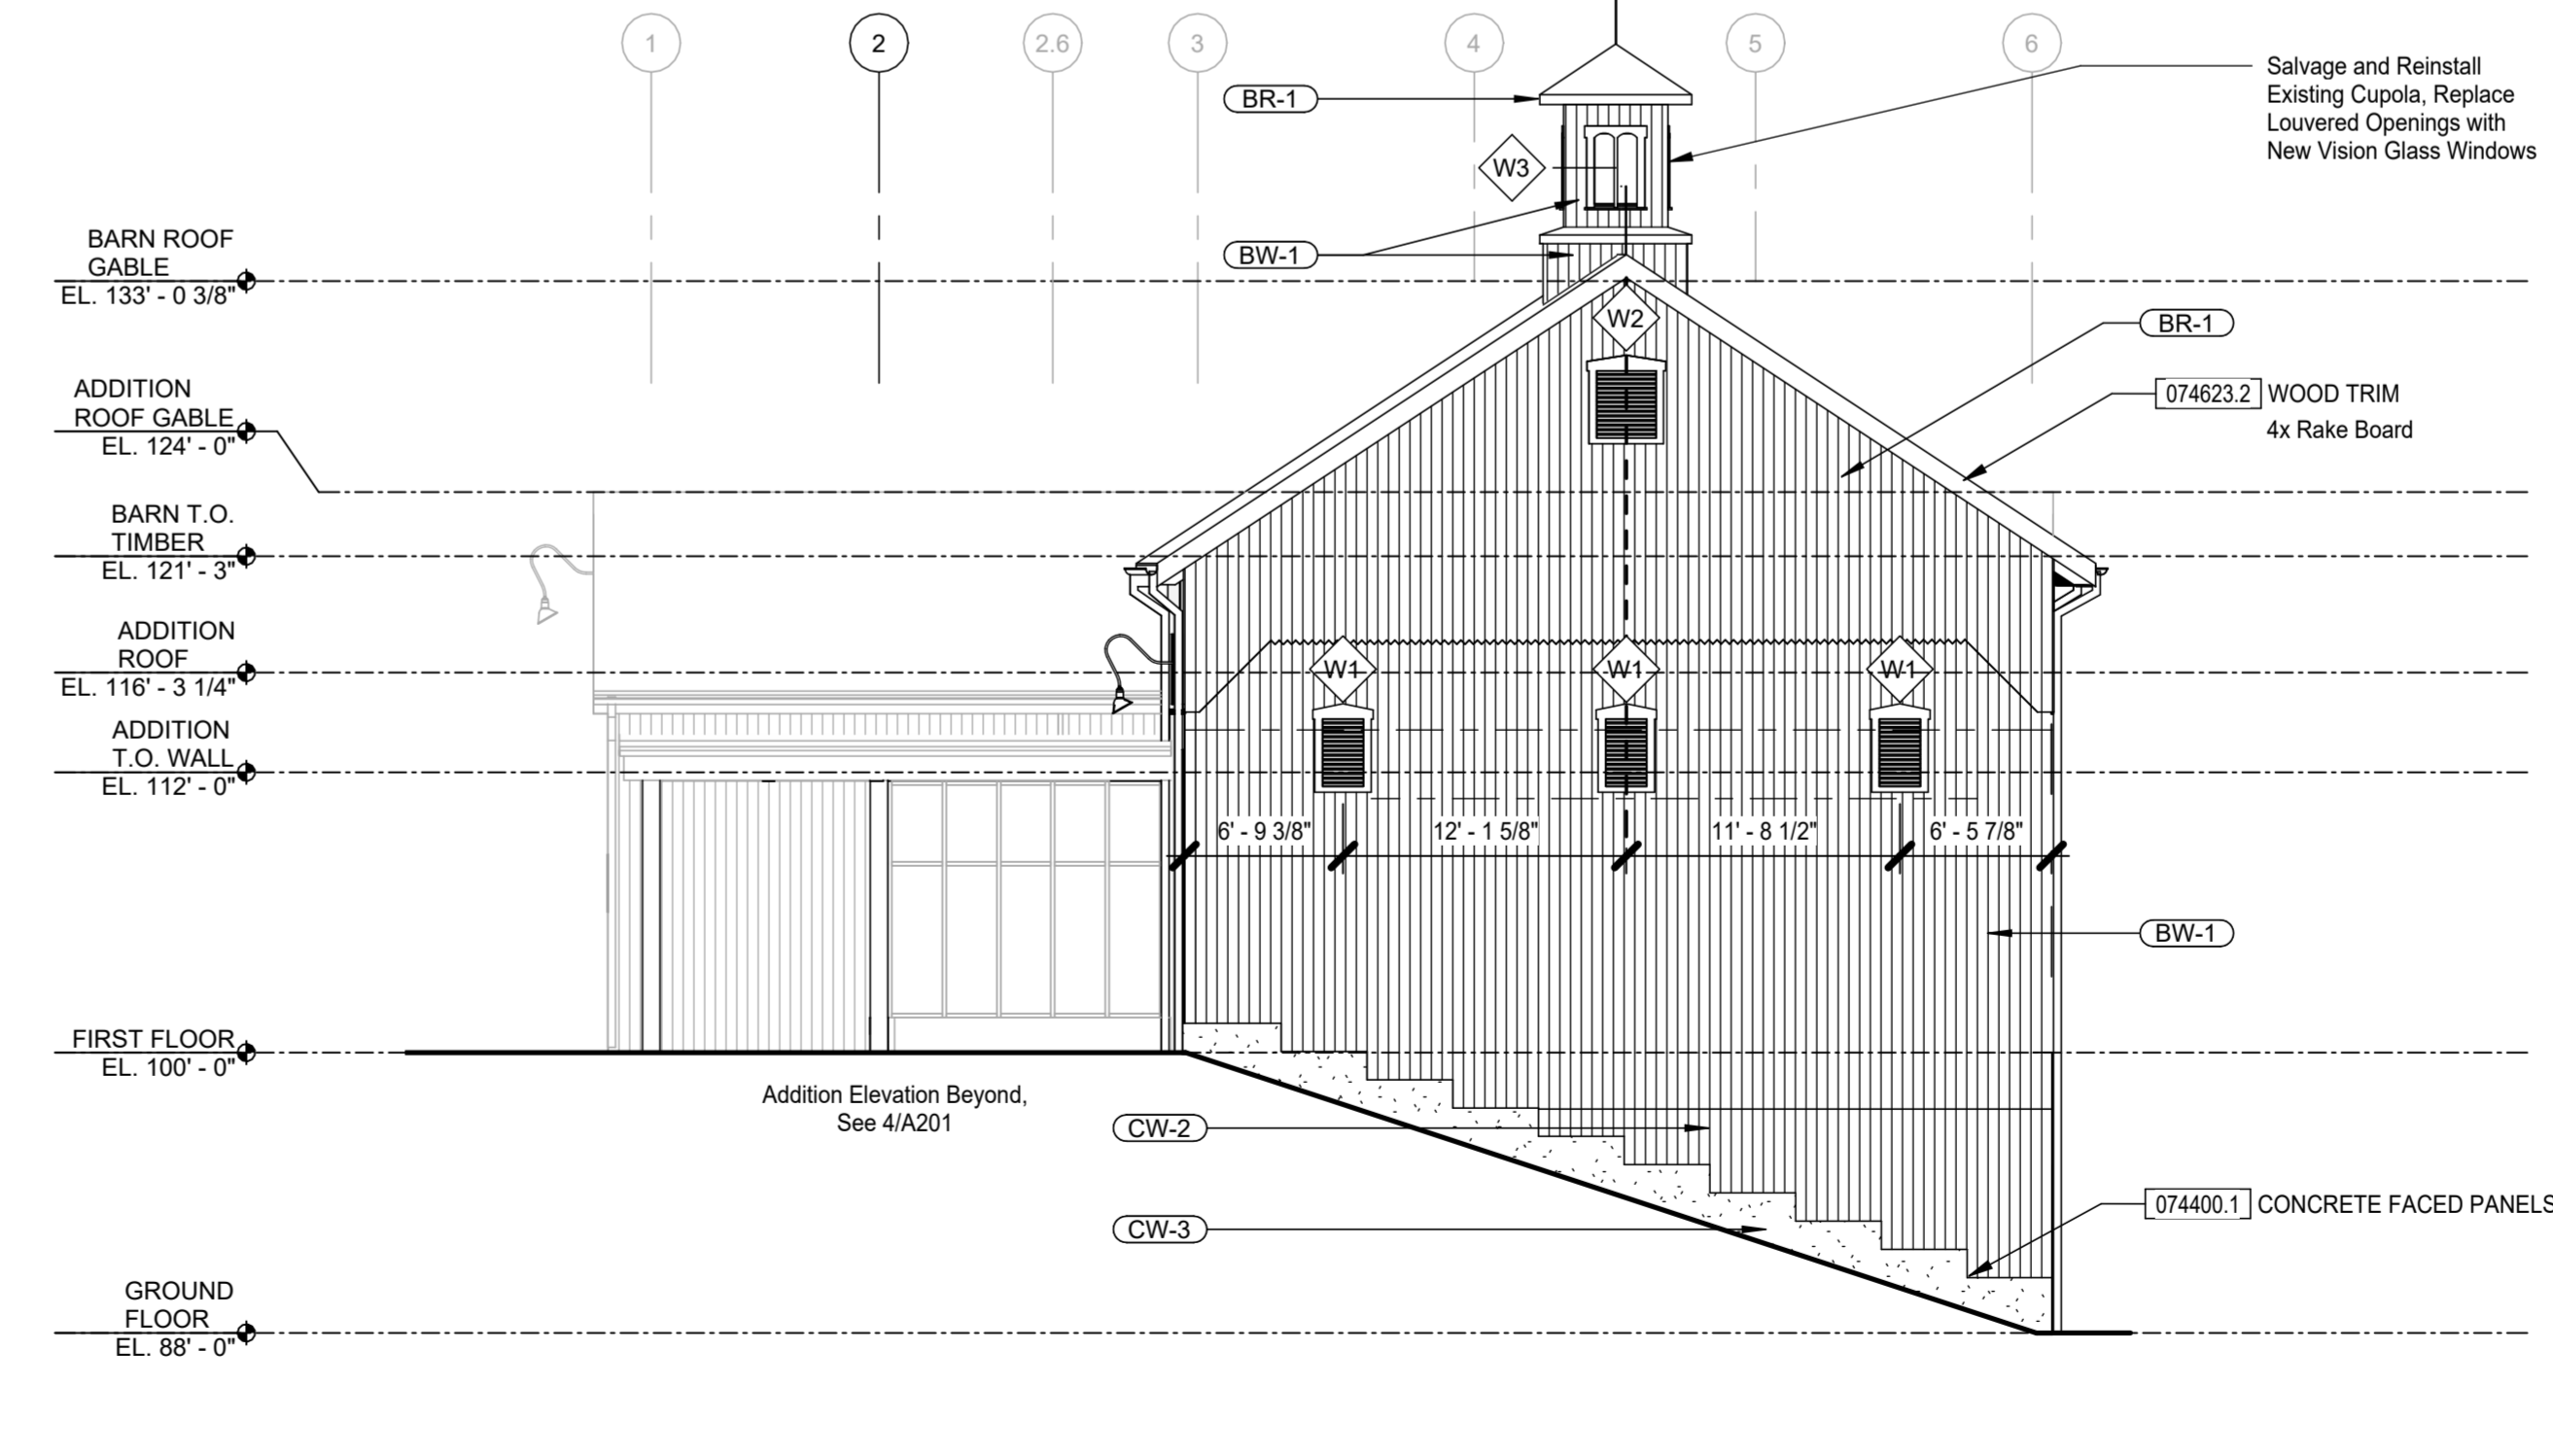 1
2
2.6
3
4
5
6
BR-1
Salvage and Reinstall
Existing Cupola, Replace
Louvered Openings with
New Vision Glass Windows
W3
BW-1
BARN ROOF
GABLE
EL. 133' - 0 3/8"
W2
BR-1
ADDITION
ROOF GABLE
EL. 124' - 0"
074623.2 WOOD TRIM
4x Rake Board
BARN T.O.
TIMBER
EL. 121' - 3"
ADDITION
ROOF
EL. 116' - 3 1/4"
W1
W1
W1
ADDITION
T.O. WALL
EL. 112' - 0"
6' - 9 3/8"
12' - 1 5/8"
11' - 8 1/2"
6' - 5 7/8"
BW-1
FIRST FLOOR
EL. 100' - 0"
Addition Elevation Beyond,
See 4/A201
CW-2
CW-3
074400.1 CONCRETE FACED PANELS
GROUND
FLOOR
EL. 88' - 0"